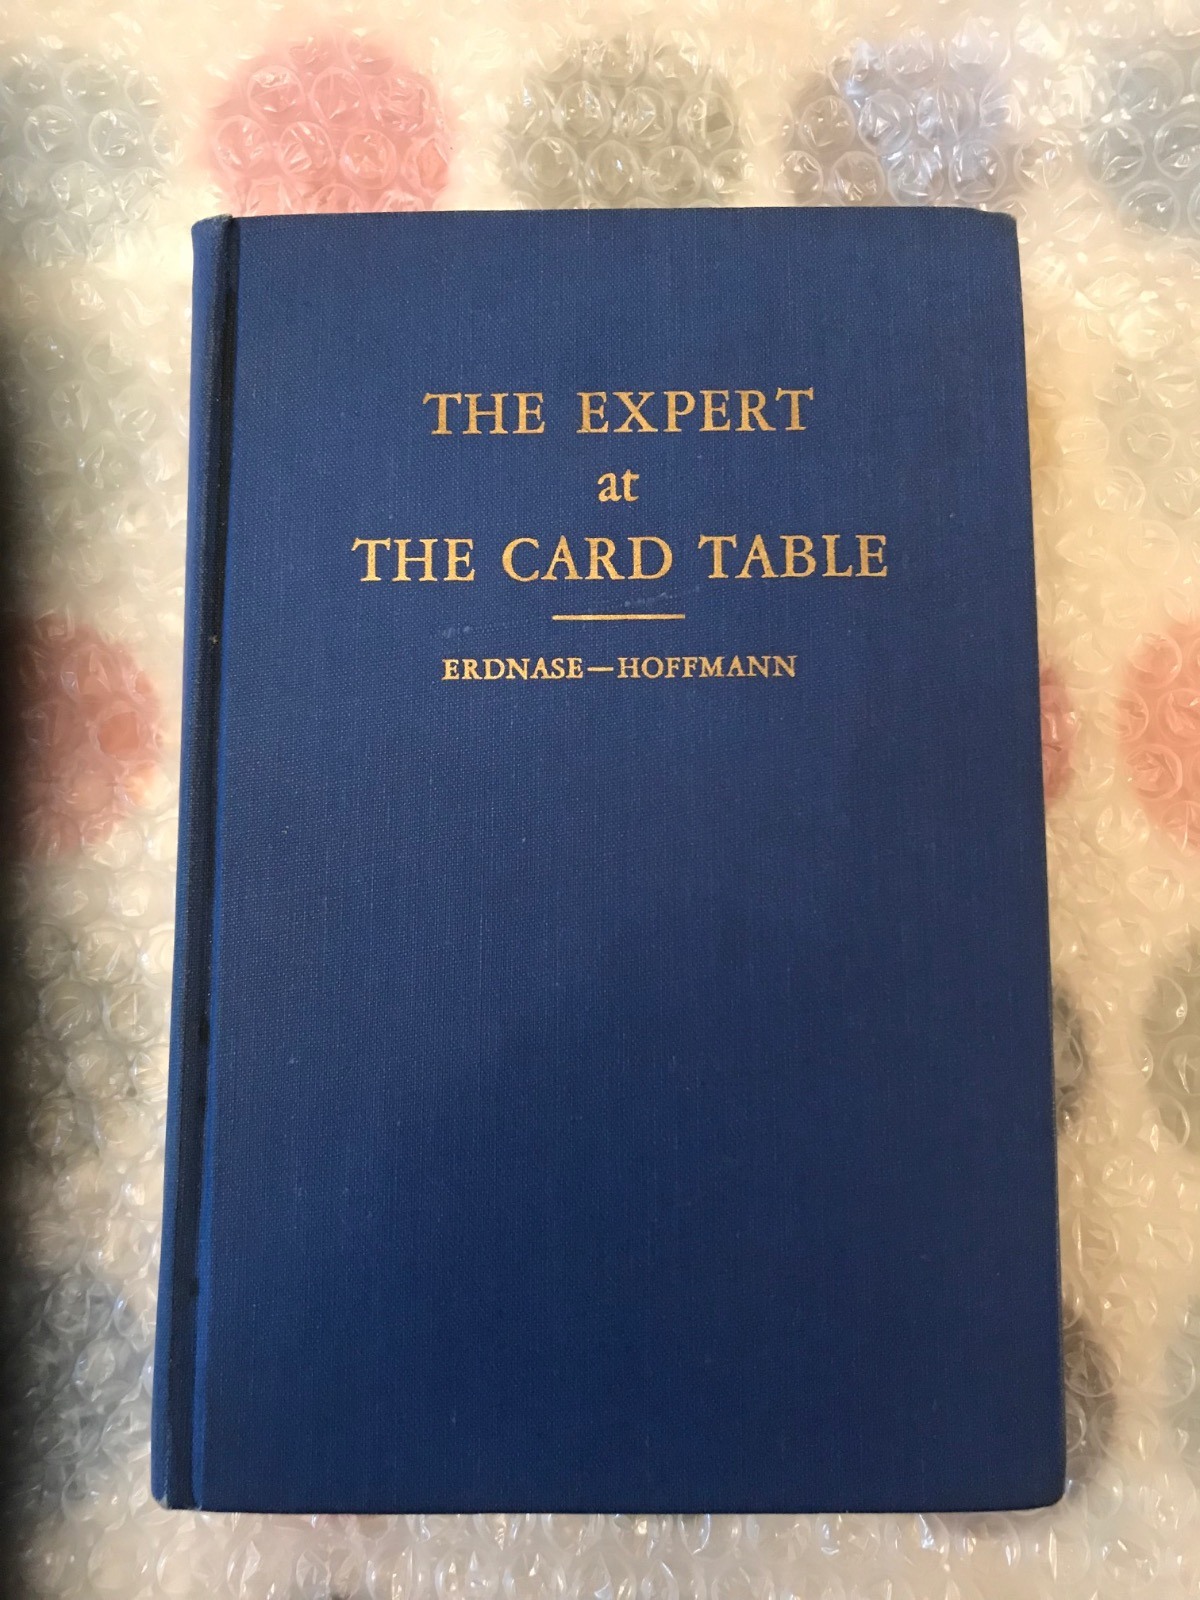 THE EXPERT
at
THE CARD TABLE
ERDNASE—HOFFMANN